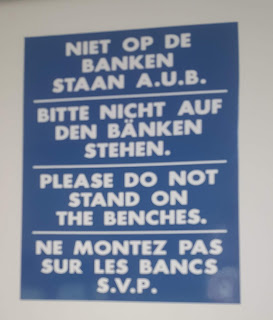 NIET OP DE
BANKEN
STAAN A.U.B.
BITTE NICHT AUF
DEN BÄNKEN
STEHEN.
PLEASE DO NOT
STAND ON
THE BENCHES.
NE MONTEZ PAS
SUR LES BANCS
S.V.P.